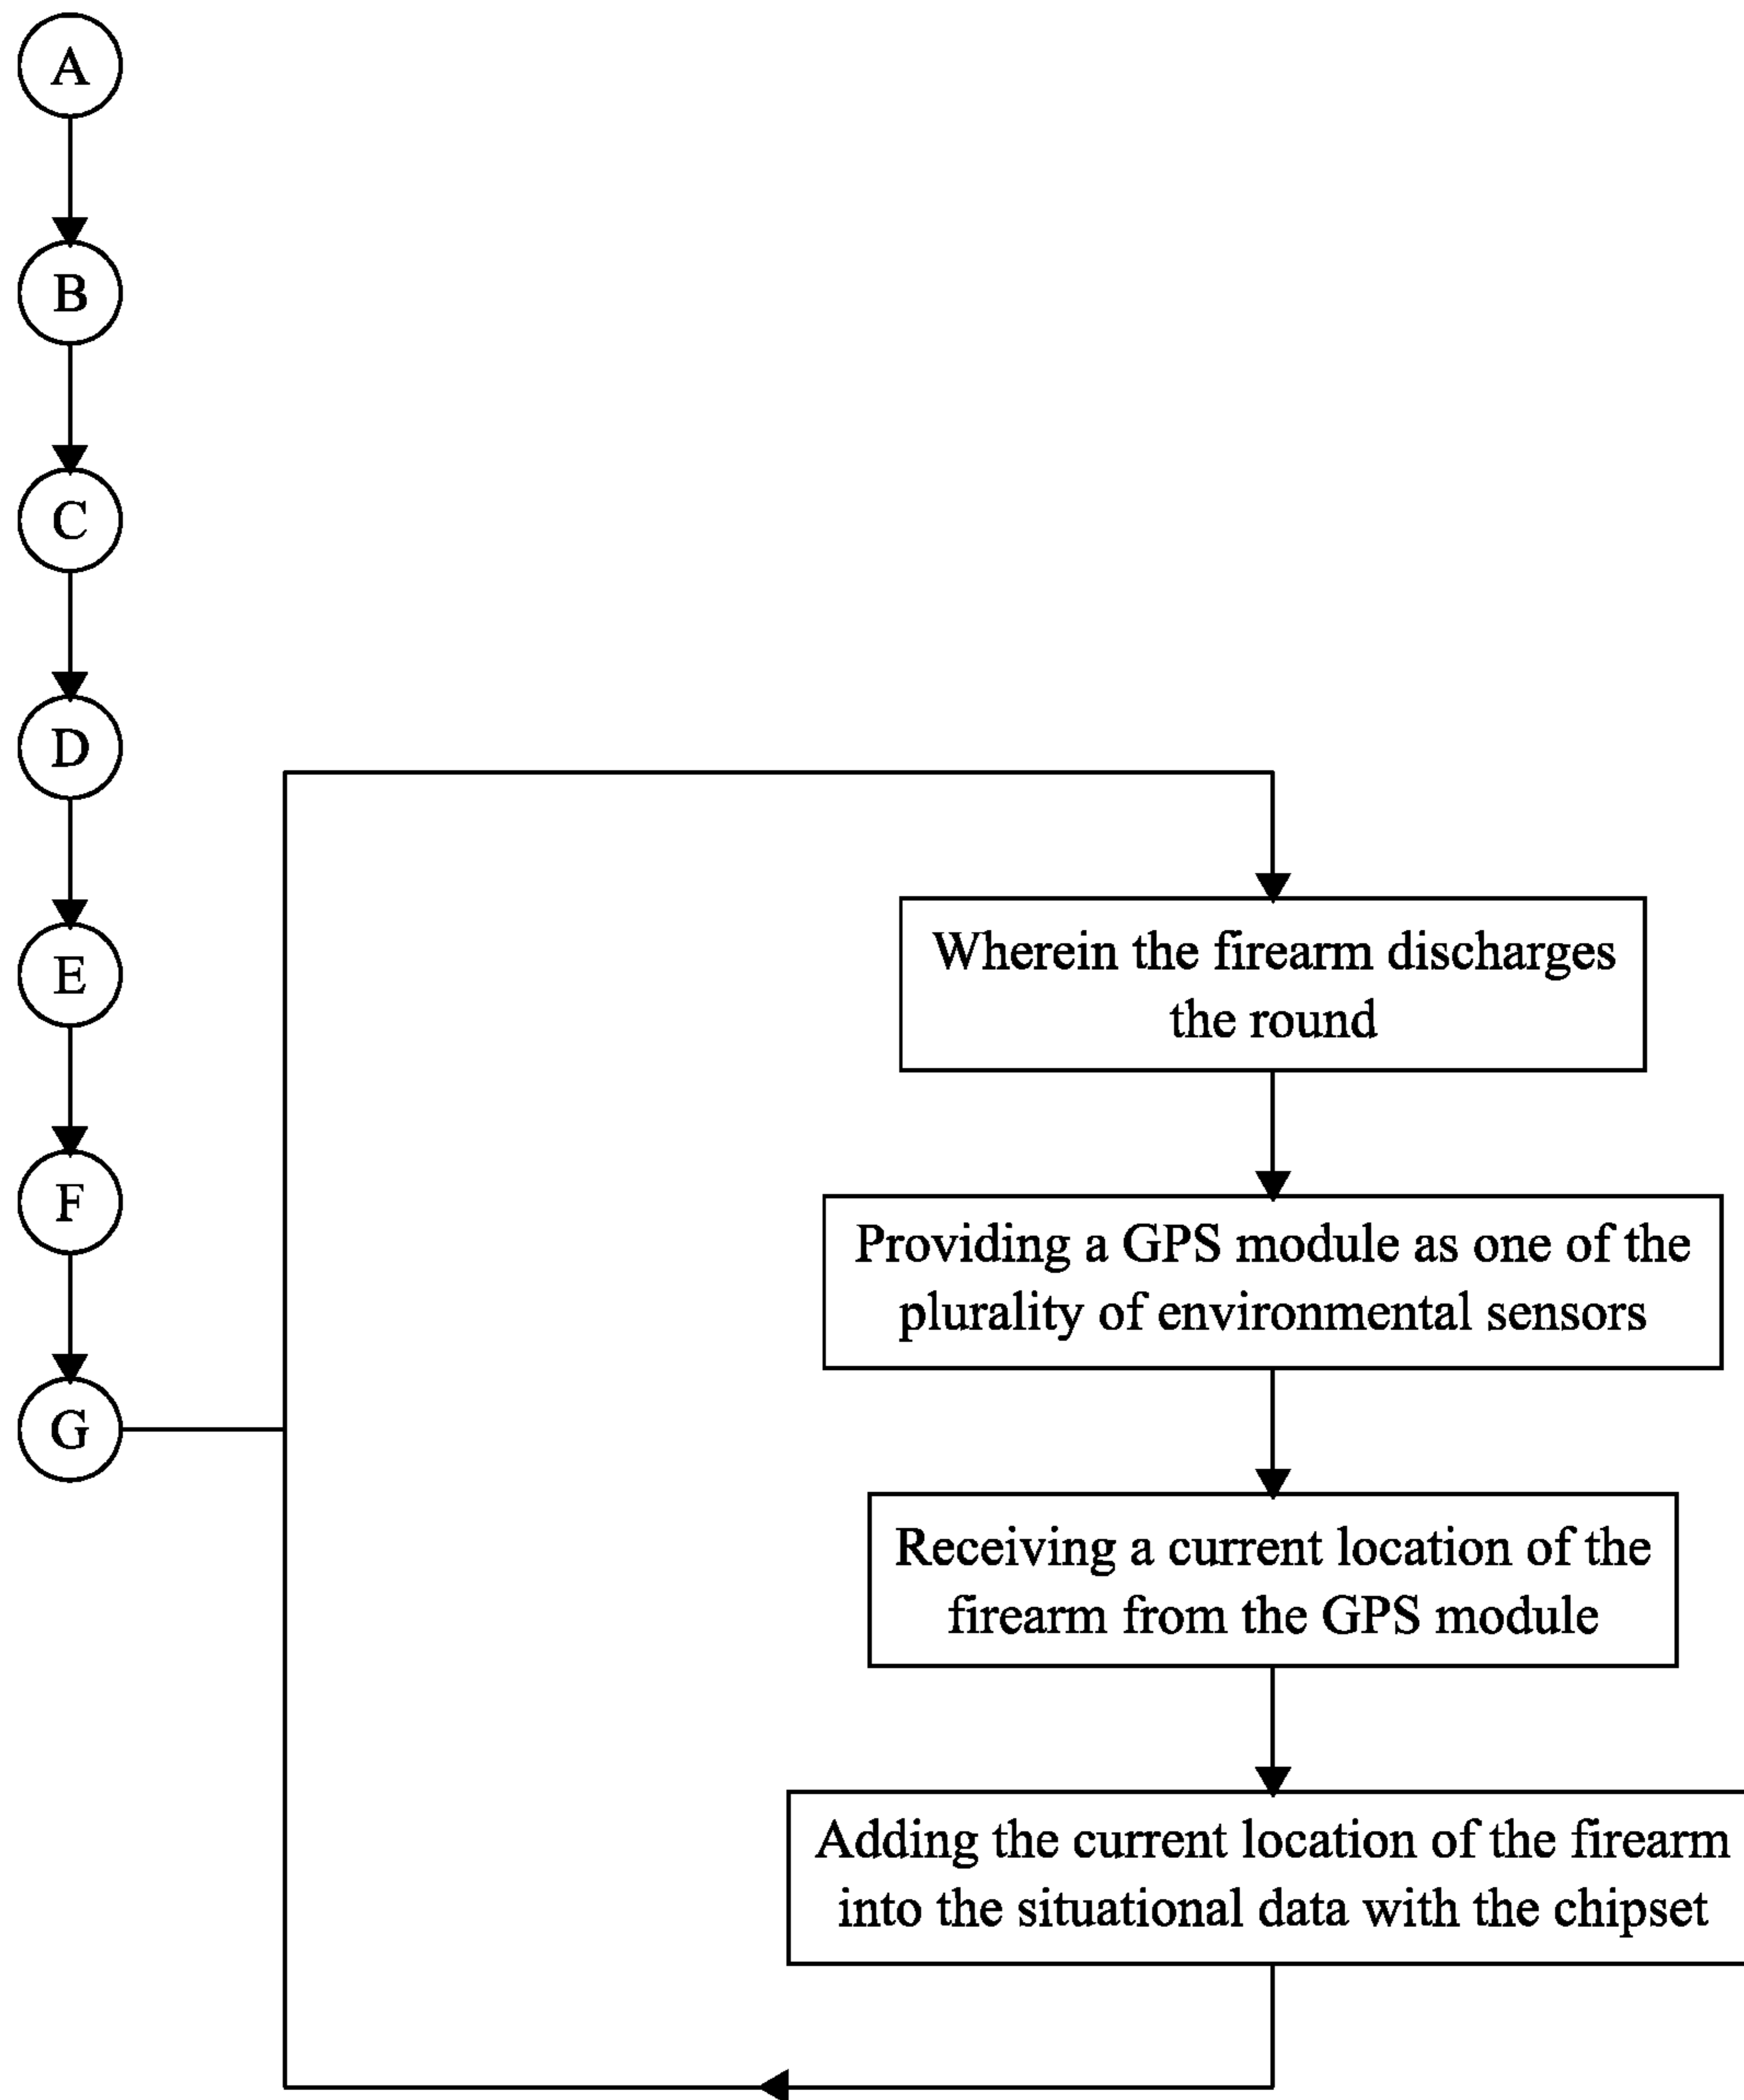 A
B
C
D
E
F
G
Wherein the firearm discharges
the round
Providing a GPS module as one of the
plurality of environmental sensors
Receiving a current location of the
firearm from the GPS module
Adding the current location of the firearm
into the situational data with the chipset